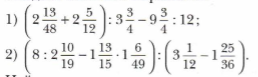 1) (2 13/48 + 2 5/12) : 3 3/4 − 9 3/4 : 12;
2) (8 : 2 10/19 − 1 13/15 · 1 6/49) : (3 1/12 − 1 25/36).